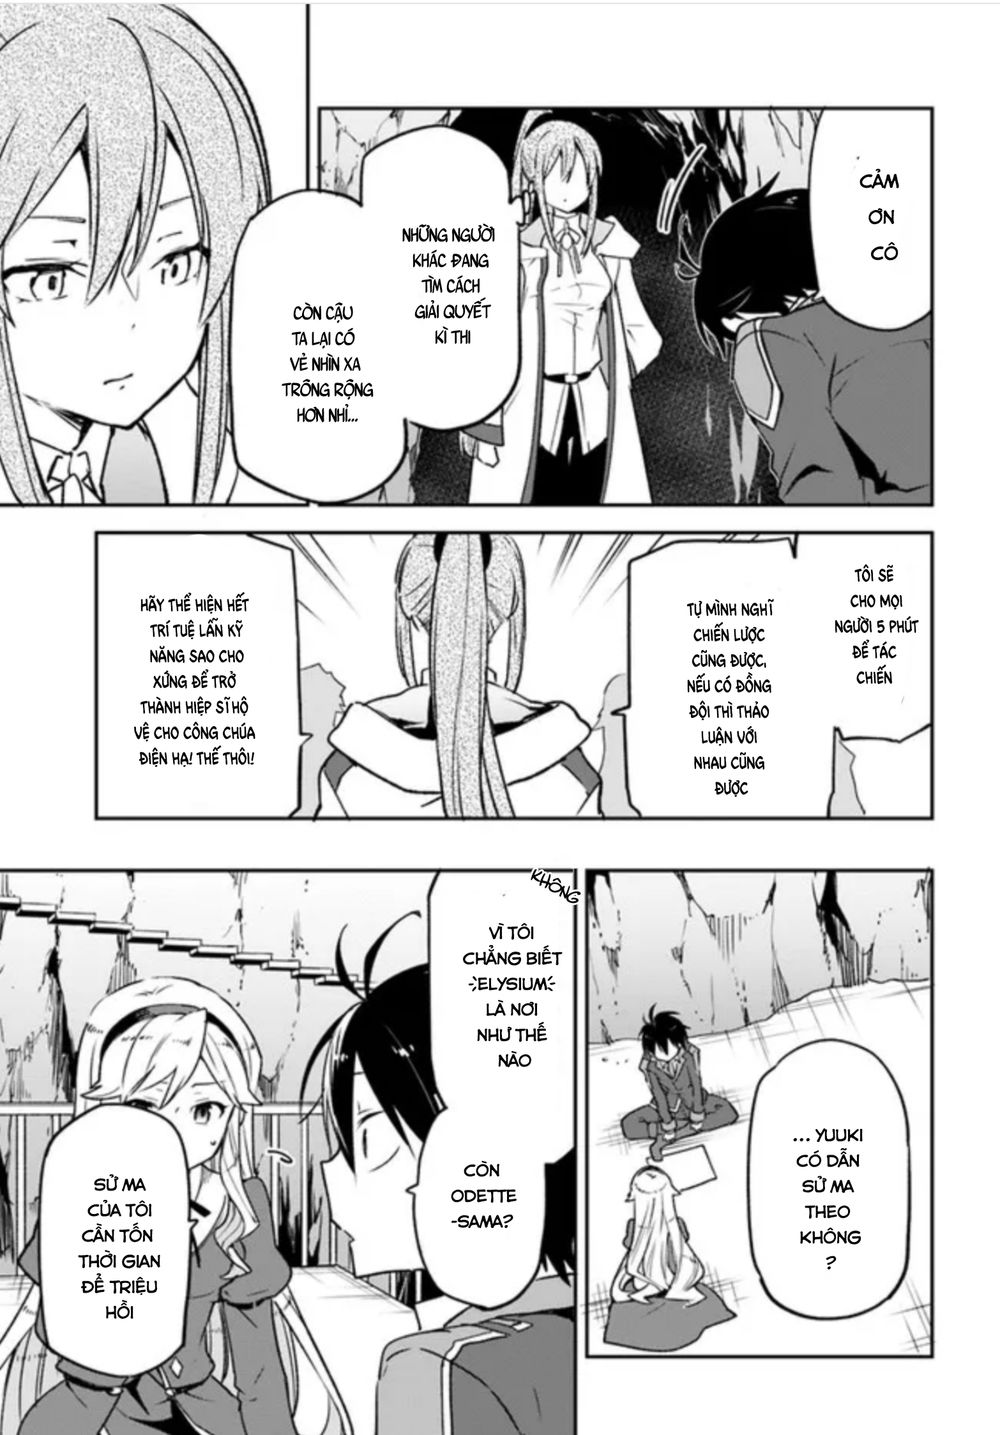 CẢM
ƠN
CÔ
NHỮNG NGƯỜI
KHÁC ĐANG
TÌM CÁCH
GIẢI QUYẾT
KÌ THI
CÒN CẬU
TA LẠI CÓ
VẺ NHÌN XA
TRÔNG RỘNG
HƠN NHỈ...
TÔI SẼ
CHO MỌI
NGƯỜI 5 PHÚT
ĐỂ TÁC
CHIẾN
TỰ MÌNH NGHĨ
CHIẾN LƯỢC
CŨNG ĐƯỢC,
NẾU CÓ ĐỒNG
ĐỘI THÌ THẢO
LUẬN VỚI
NHAU CŨNG
ĐƯỢC
HÃY THỂ HIỆN HẾT
TRÍ TUỆ LẪN KỸ
NĂNG SAO CHO
XỨNG ĐỂ TRỞ
THÀNH HIỆP SĨ HỘ
VỆ CHO CÔNG CHÚA
ĐIỆN HẠ! THẾ THÔI!
... YUUKI
CÓ DẪN
SỬ MA
THEO
KHÔNG
?
KHÔNG
VÌ TÔI
CHẲNG BIẾT
-ELYSIUM-
LÀ NƠI
NHƯ THẾ
NÀO
CÒN
ODETTE
-SAMA?
SỬ MA
CỦA TÔI
CẦN TỐN
THỜI GIAN
ĐỂ TRIỆU
HỒI